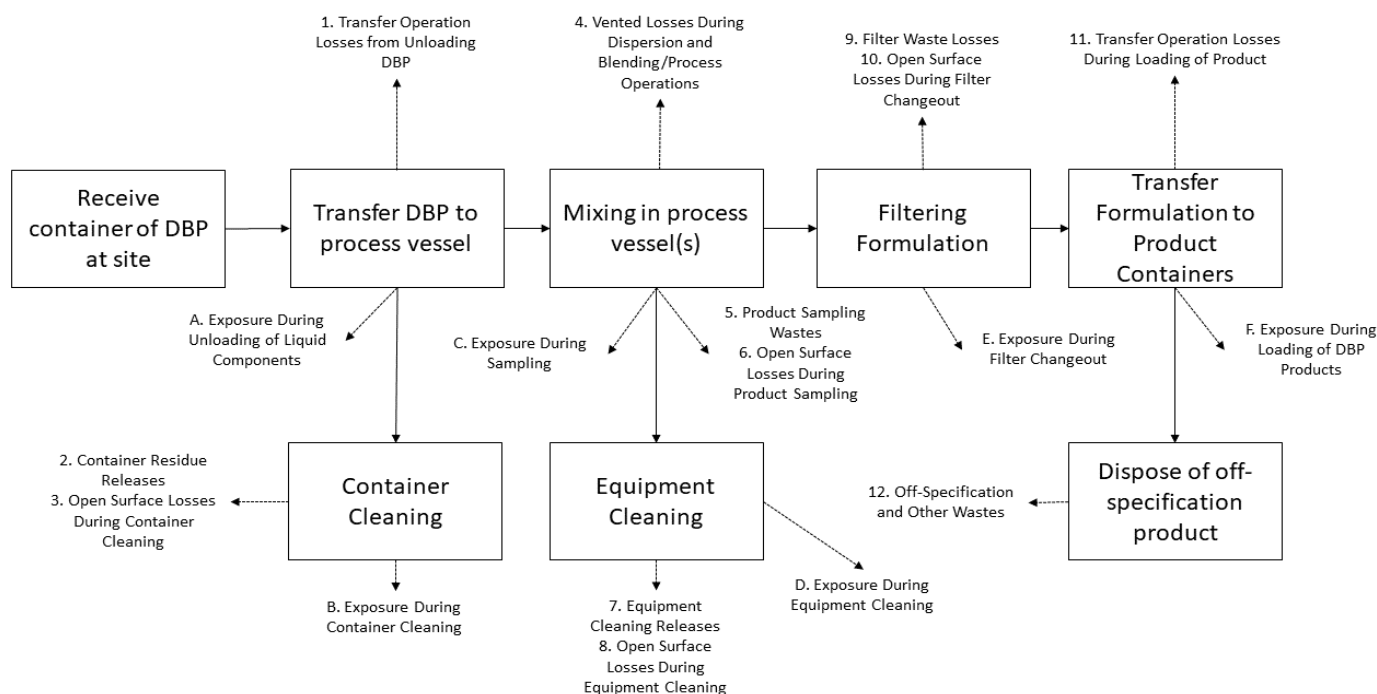 1. Transfer Operation
Losses from Unloading
DBP
4. Vented Losses During
Dispersion and
Blending/Process
Operations
9. Filter Waste Losses
10. Open Surface
Losses During Filter
Changeout
11. Transfer Operation Losses
During Loading of Product
Receive
container of DBP
at site
Transfer DBP to
process vessel
Mixing in process
vessel(s)
Filtering
Formulation
Transfer
Formulation to
Product
Containers
A. Exposure During
Unloading of Liquid
Components
C. Exposure During
Sampling
5. Product Sampling
Wastes
6. Open Surface
Losses During
Product Sampling
E. Exposure During
Filter Changeout
F. Exposure During
Loading of DBP
Products
2. Container Residue
Releases
3. Open Surface Losses
During Container
Cleaning
Container
Cleaning
Equipment
Cleaning
12. Off-Specification
and Other Wastes
Dispose of off-
specification
product
B. Exposure During
Container Cleaning
7. Equipment
Cleaning Releases
8. Open Surface
Losses During
Equipment Cleaning
D. Exposure During
Equipment Cleaning